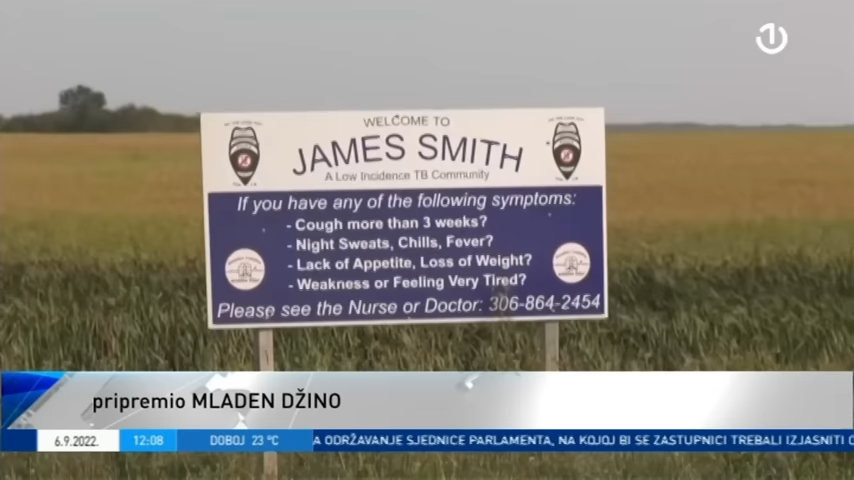 WELCOME TO
JAMES SMITH
A Low Incidence TB Community
If you have any of the following symptoms:
- Cough more than 3 weeks?
- Night Sweats, Chills, Fever?
- Lack of Appetite, Loss of Weight?
- Weakness or Feeling Very Tired?
Please see the Nurse or Doctor: 306-864-2454
pripremio MLADEN DŽINO
6.9.2022. 12:08 DOBOJ 23 °C A ODRŽAVANJE SJEDNICE PARLAMENTA, NA KOJOJ BI SE ZASTUPNICI TREBALI IZJASNITI